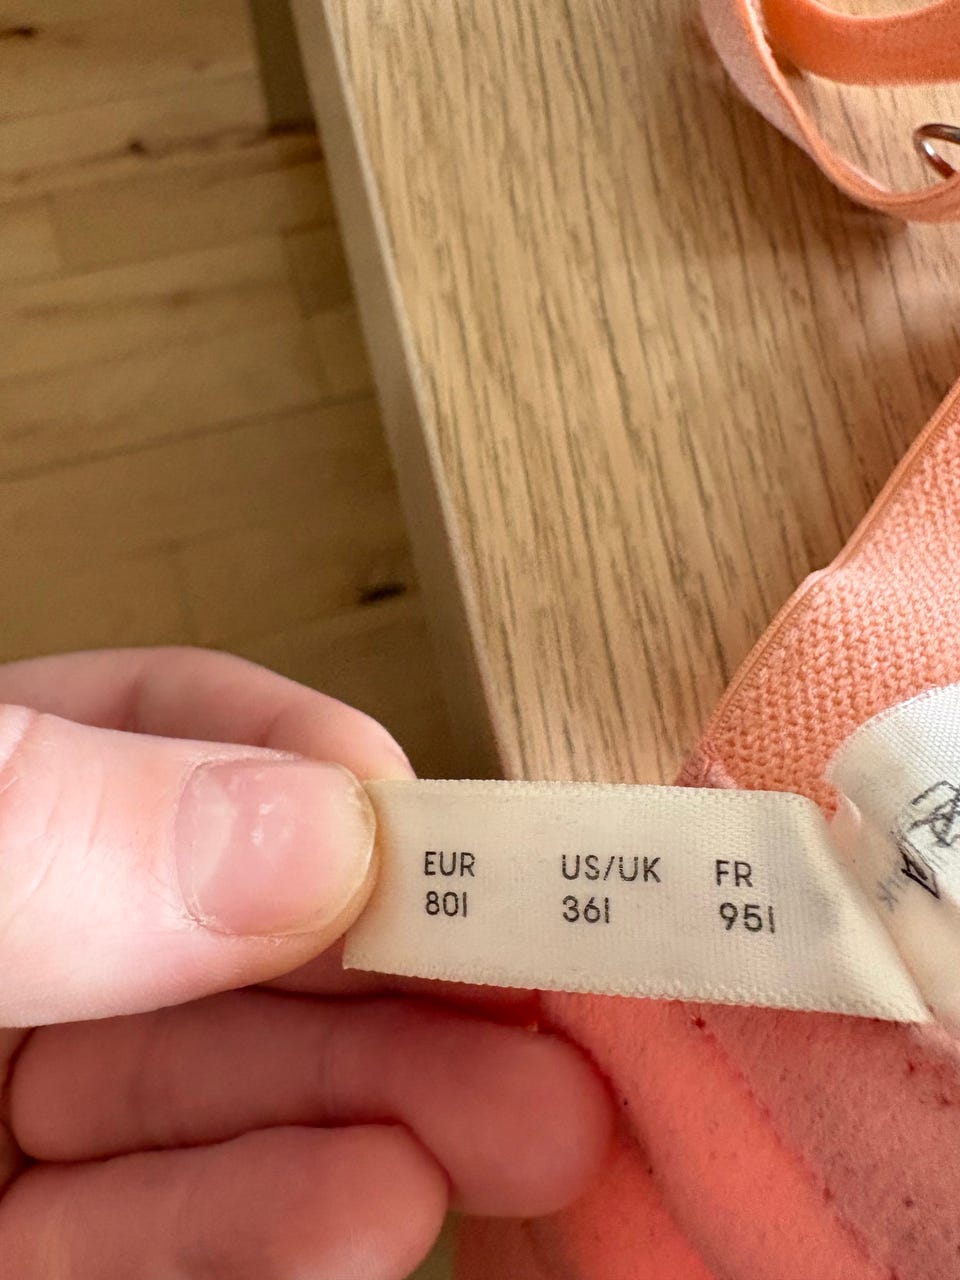 EUR US/UK FR
80I 36I 95I